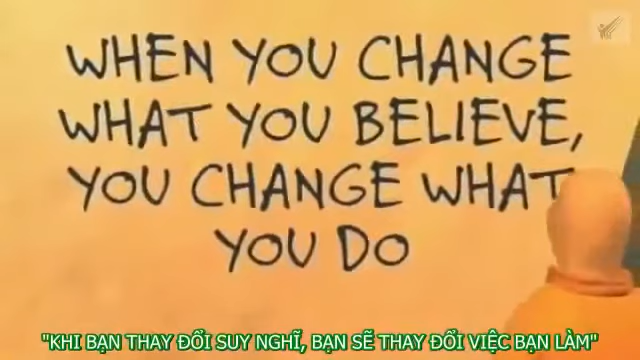 WHEN YOU CHANGE
WHAT YOU BELIEVE,
YOU CHANGE WHAT
YOU DO
"KHI BẠN THAY ĐỔI SUY NGHĨ, BẠN SẼ THAY ĐỔI VIỆC BẠN LÀM"